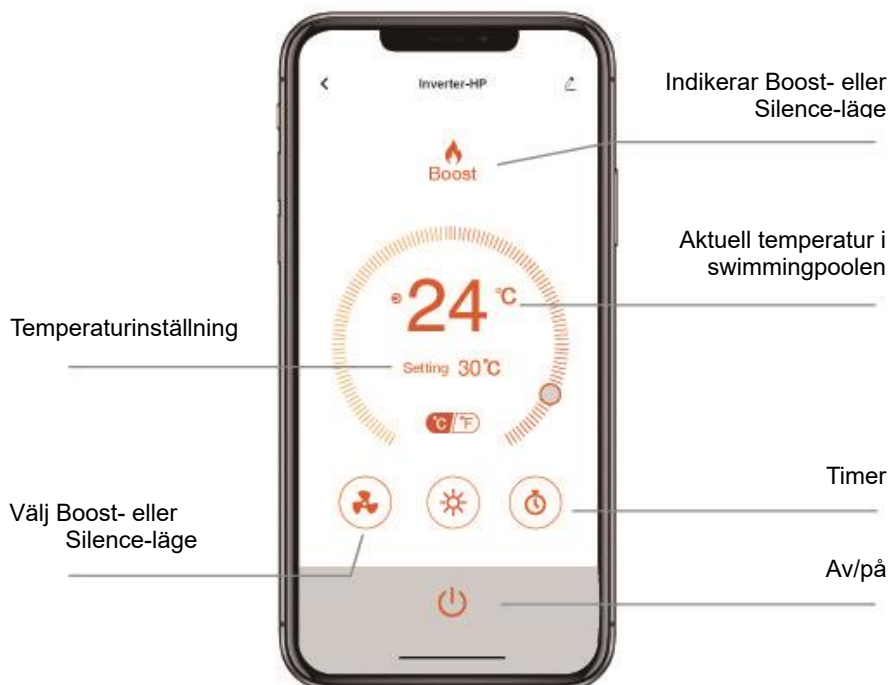 Inverter-HP
Indikerar Boost- eller
Silence-läge
Boost
Aktuell temperatur i
swimmingpoolen
24 °C
Temperaturinställning
Setting 30℃
°C/°F
Timer
Välj Boost- eller
Silence-läge
Av/på